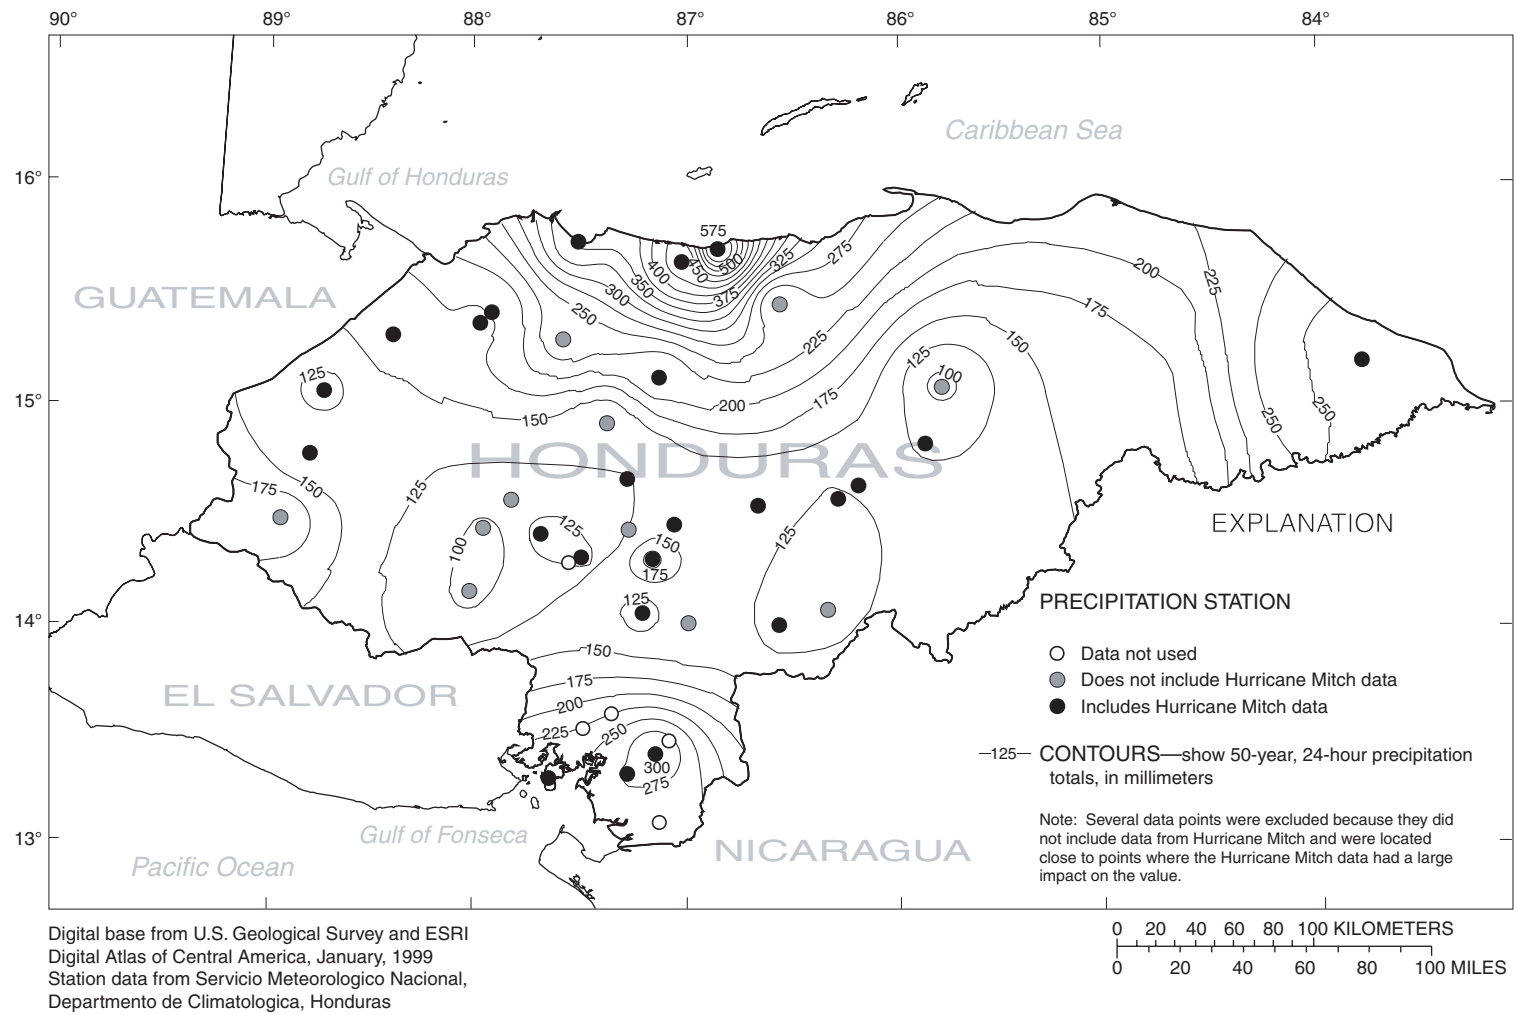 90° 89° 88° 87° 86° 85° 84°
Caribbean Sea
16°
Gulf of Honduras
575
275
325
500
450
400
350
375
300
250
200
225
GUATEMALA
175
225
150
125
100
125
15°
175
200
150
250
250
HONDURAS
175
150
125
125
100
125
150
175
125
EXPLANATION
PRECIPITATION STATION
14°
125
Data not used
Does not include Hurricane Mitch data
Includes Hurricane Mitch data
150
175
200
225
250
300
275
EL SALVADOR
—125— CONTOURS—show 50-year, 24-hour precipitation
totals, in millimeters
Note: Several data points were excluded because they did
not include data from Hurricane Mitch and were located
close to points where the Hurricane Mitch data had a large
impact on the value.
13°
Gulf of Fonseca
NICARAGUA
Pacific Ocean
Digital base from U.S. Geological Survey and ESRI
Digital Atlas of Central America, January, 1999
Station data from Servicio Meteorologico Nacional,
Departmento de Climatologica, Honduras
0 20 40 60 80 100 KILOMETERS
0 20 40 60 80 100 MILES